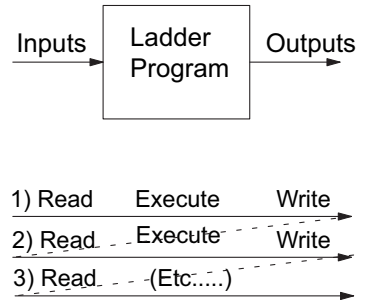 Inputs
Ladder
Program
Outputs
1) Read Execute Write
2) Read Execute Write
3) Read (Etc.....)